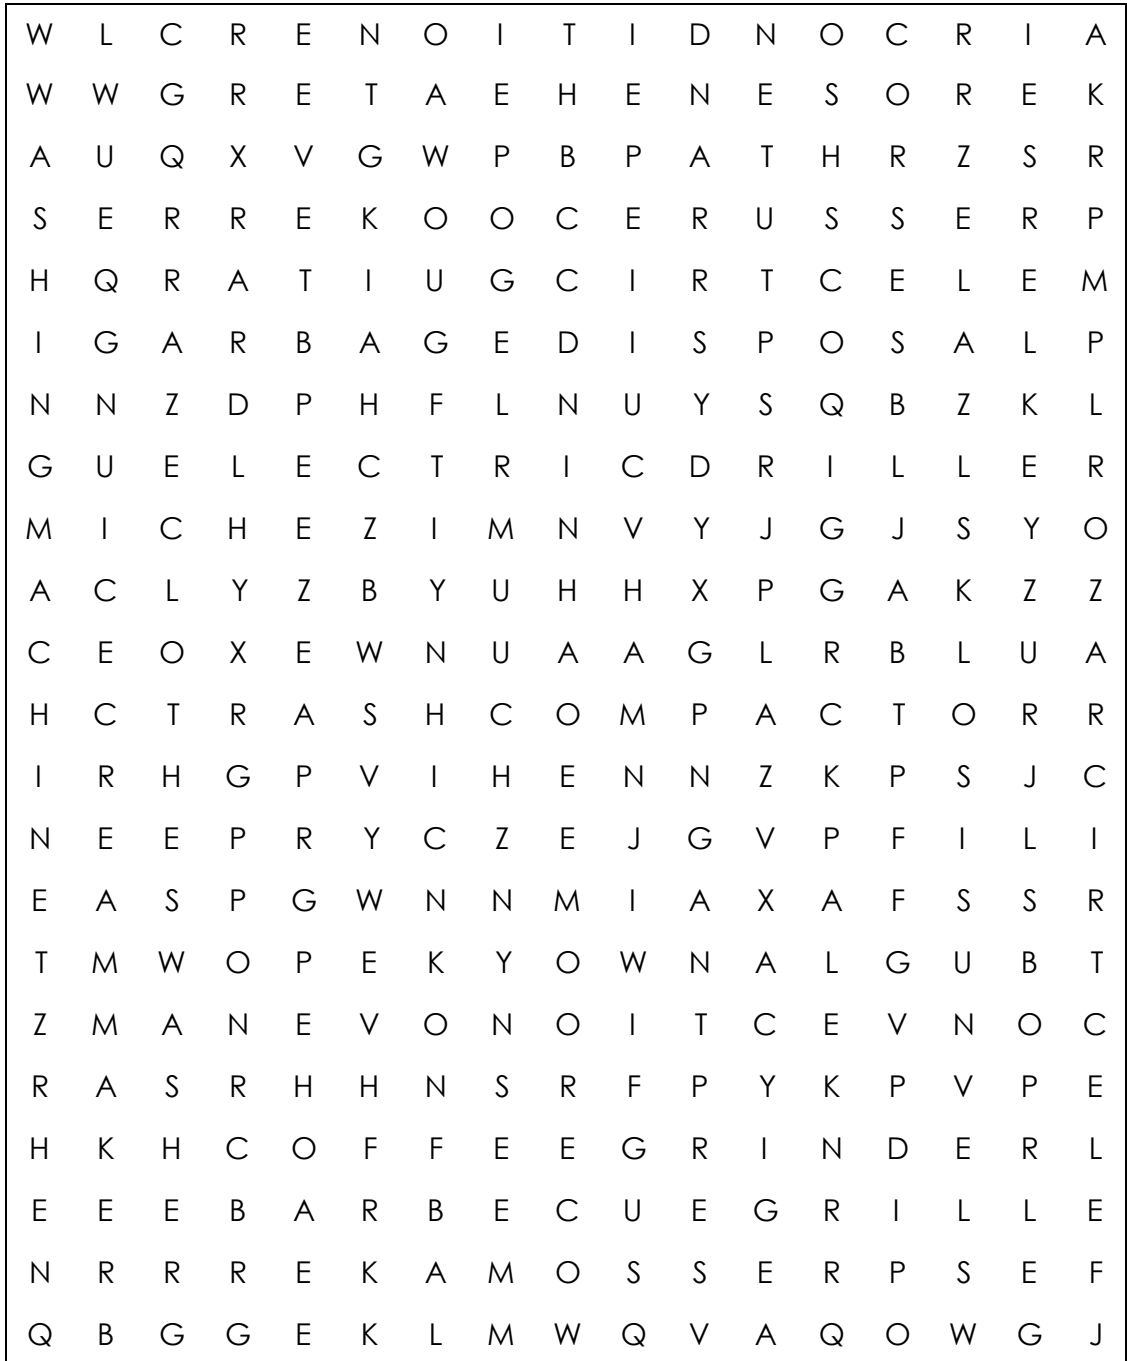 W L C R E N O I T I D N O C R I A
W W G R E T A E H E N E S O R E K
A U Q X V G W P B P A T H R Z S R
S E R R E K O O C E R U S S E R P
H Q R A T I U G C I R T C E L E M
I G A R B A G E D I S P O S A L P
N N Z D P H F L N U Y S Q B Z K L
G U E L E C T R I C D R I L L E R
M I C H E Z I M N V Y J G J S Y O
A C L Y Z B Y U H H X P G A K Z Z
C E O X E W N U A A G L R B L U A
H C T R A S H C O M P A C T O R R
I R H G P V I H E N N Z K P S J C
N E E P R Y C Z E J G V P F I L I
E A S P G W N N M I A X A F S S R
T M W O P E K Y O W N A L G U B T
Z M A N E V O N O I T C E V N O C
R A S R H H N S R F P Y K P V P E
H K H C O F F E E G R I N D E R L
E E E B A R B E C U E G R I L L E
N R R R E K A M O S S E R P S E F
Q B G G E K L M W Q V A Q O W G J